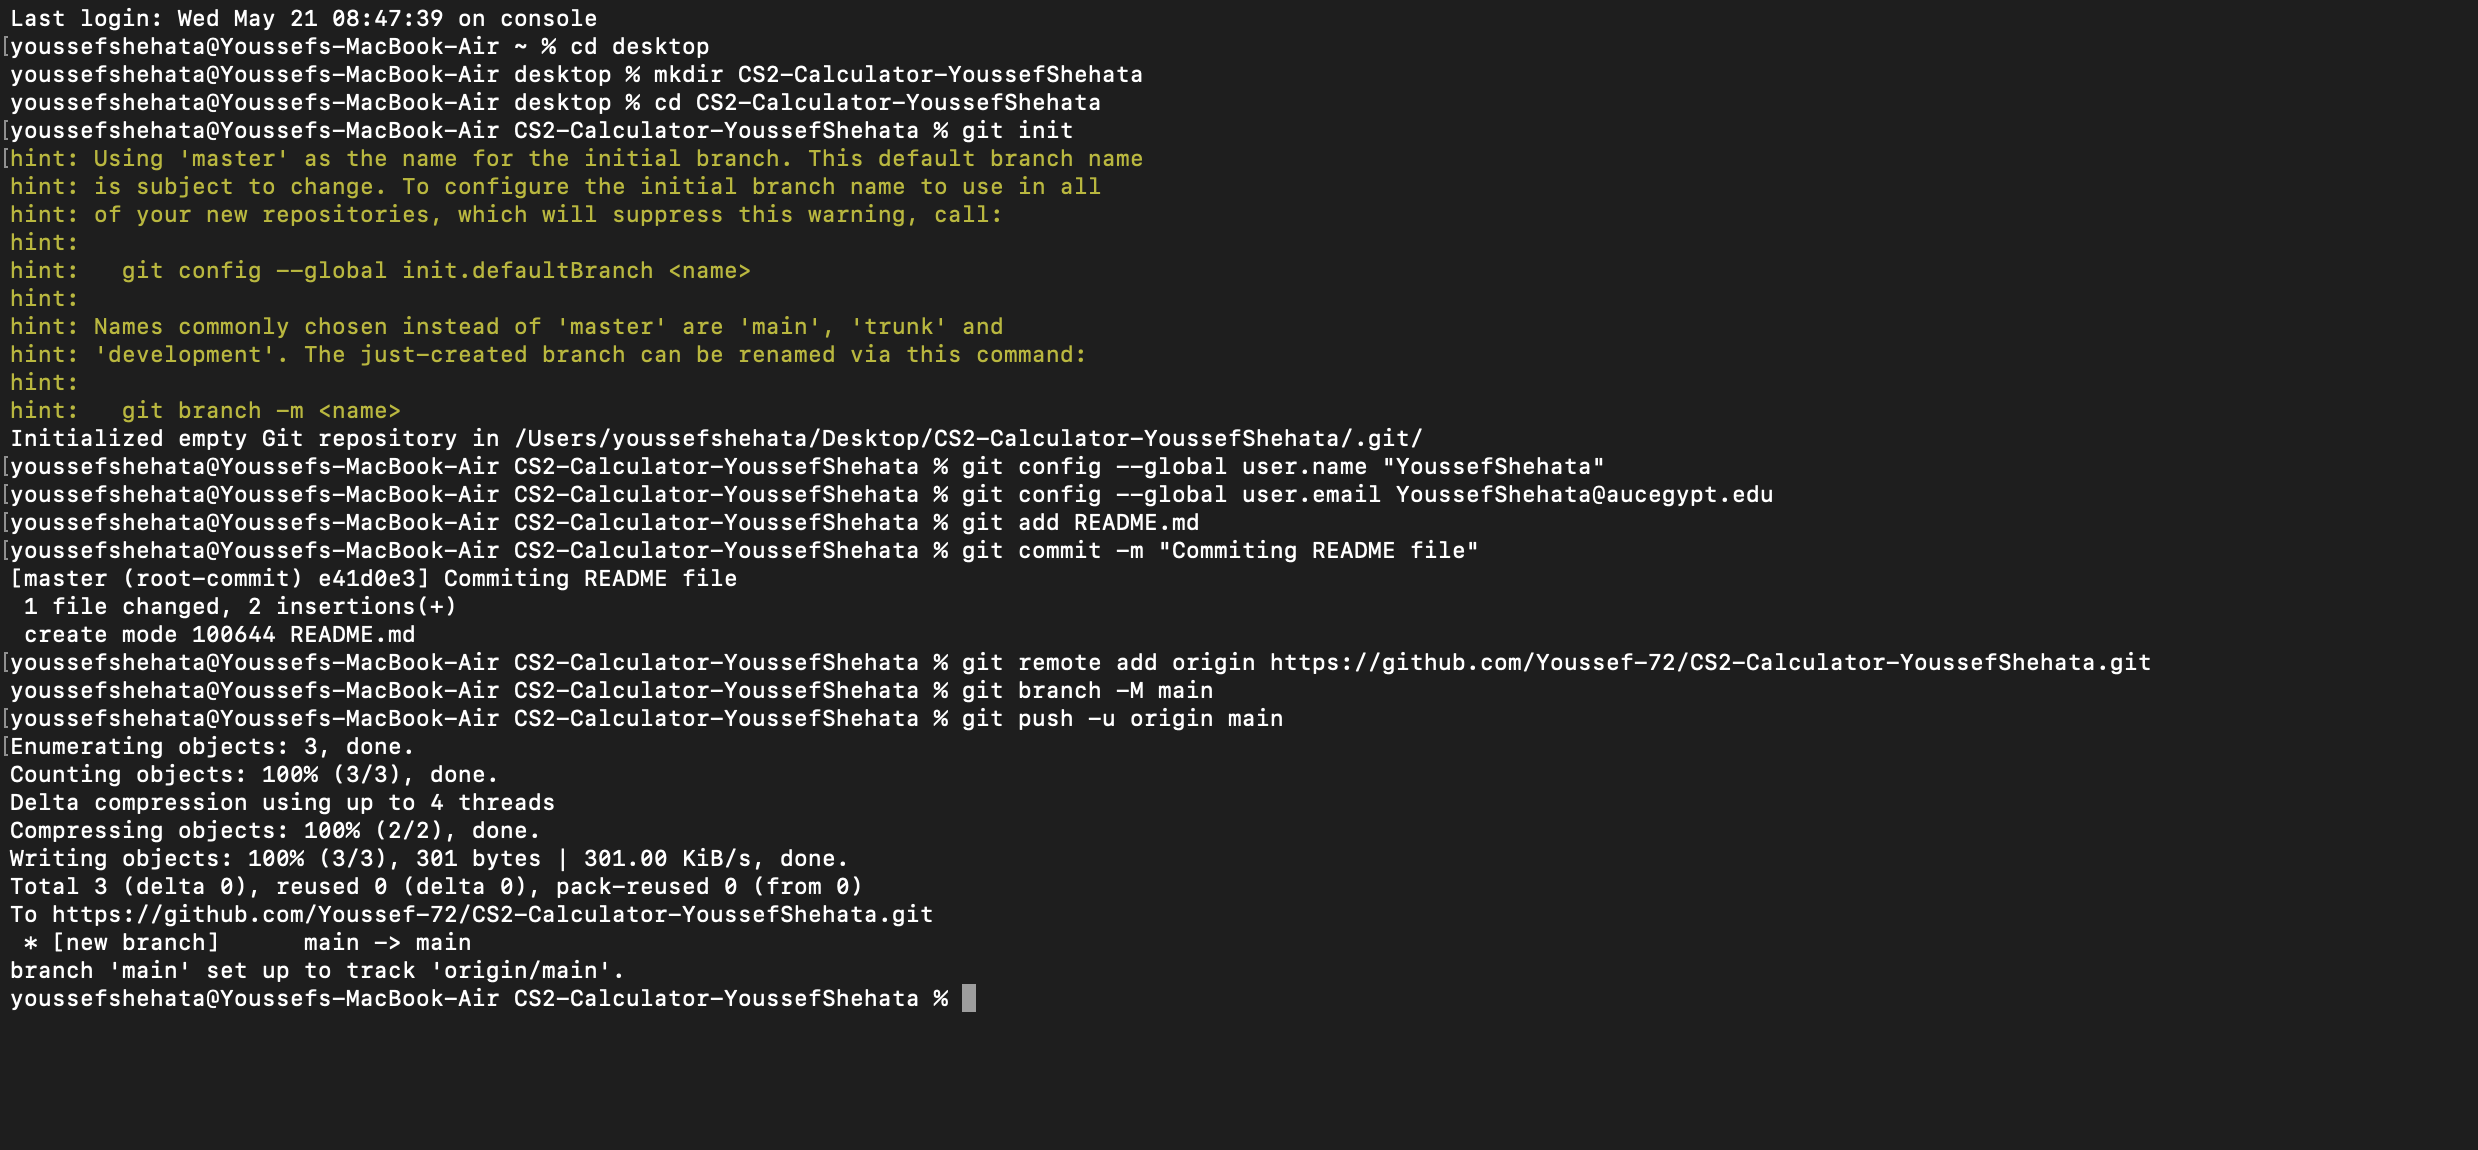 Last login: Wed May 21 08:47:39 on console
[youssefshehata@Youssefs-MacBook-Air ~ % cd desktop
youssefshehata@Youssefs-MacBook-Air desktop % mkdir CS2-Calculator-YoussefShehata
youssefshehata@Youssefs-MacBook-Air desktop % cd CS2-Calculator-YoussefShehata
[youssefshehata@Youssefs-MacBook-Air CS2-Calculator-YoussefShehata % git init
[hint: Using 'master' as the name for the initial branch. This default branch name
hint: is subject to change. To configure the initial branch name to use in all
hint: of your new repositories, which will suppress this warning, call:
hint:
hint:   git config --global init.defaultBranch <name>
hint:
hint: Names commonly chosen instead of 'master' are 'main', 'trunk' and
hint: 'development'. The just-created branch can be renamed via this command:
hint:
hint:   git branch -m <name>
Initialized empty Git repository in /Users/youssefshehata/Desktop/CS2-Calculator-YoussefShehata/.git/
[youssefshehata@Youssefs-MacBook-Air CS2-Calculator-YoussefShehata % git config --global user.name "YoussefShehata"
[youssefshehata@Youssefs-MacBook-Air CS2-Calculator-YoussefShehata % git config --global user.email YoussefShehata@aucegypt.edu
[youssefshehata@Youssefs-MacBook-Air CS2-Calculator-YoussefShehata % git add README.md
[youssefshehata@Youssefs-MacBook-Air CS2-Calculator-YoussefShehata % git commit -m "Commiting README file"
[master (root-commit) e41d0e3] Commiting README file
 1 file changed, 2 insertions(+)
 create mode 100644 README.md
[youssefshehata@Youssefs-MacBook-Air CS2-Calculator-YoussefShehata % git remote add origin https://github.com/Youssef-72/CS2-Calculator-YoussefShehata.git
youssefshehata@Youssefs-MacBook-Air CS2-Calculator-YoussefShehata % git branch -M main
[youssefshehata@Youssefs-MacBook-Air CS2-Calculator-YoussefShehata % git push -u origin main
[Enumerating objects: 3, done.
Counting objects: 100% (3/3), done.
Delta compression using up to 4 threads
Compressing objects: 100% (2/2), done.
Writing objects: 100% (3/3), 301 bytes | 301.00 KiB/s, done.
Total 3 (delta 0), reused 0 (delta 0), pack-reused 0 (from 0)
To https://github.com/Youssef-72/CS2-Calculator-YoussefShehata.git
 * [new branch]      main -> main
branch 'main' set up to track 'origin/main'.
youssefshehata@Youssefs-MacBook-Air CS2-Calculator-YoussefShehata %